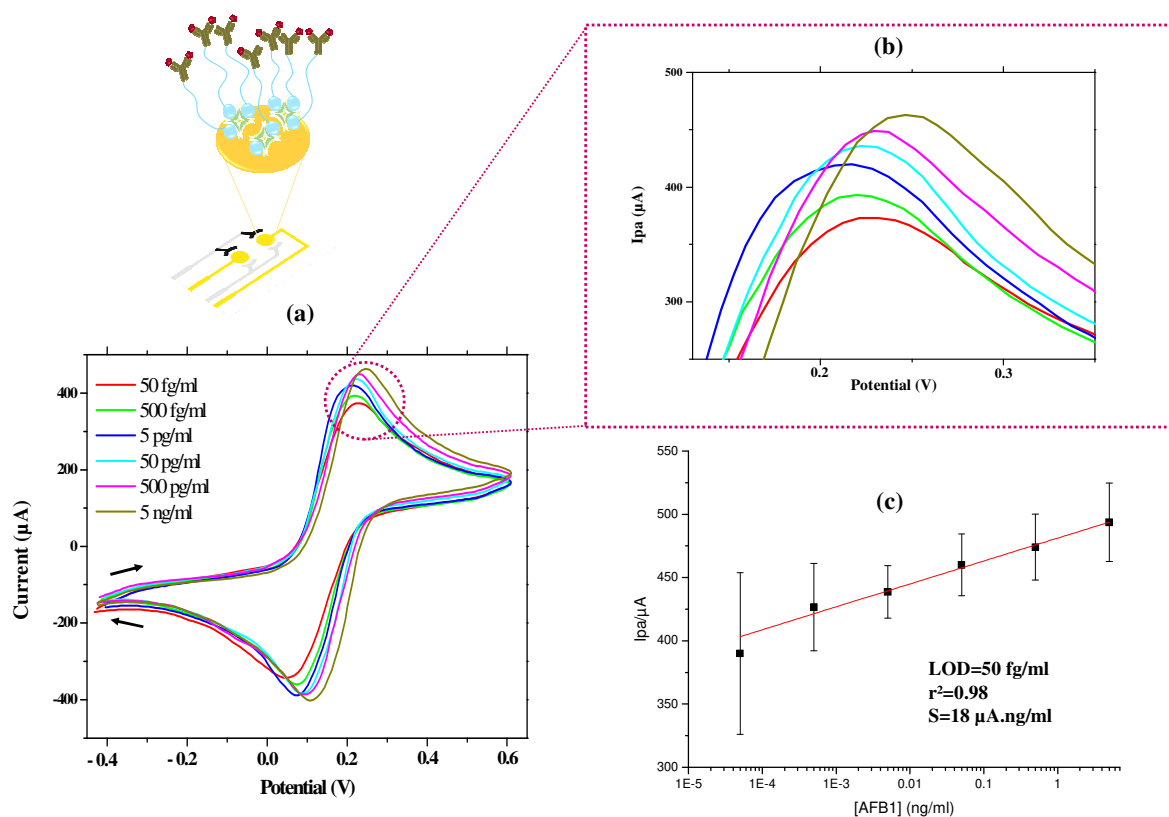 (a)
(b)
500
400
300
Ipa (µA)
0.2
0.3
Potential (V)
50 fg/ml
500 fg/ml
5 pg/ml
50 pg/ml
500 pg/ml
5 ng/ml
400
200
0
-200
-400
Current (µA)
-0.4
-0.2
0.0
0.2
0.4
0.6
Potential (V)
(c)
550
500
450
400
350
300
Ipa/µA
LOD=50 fg/ml
r²=0.98
S=18 µA.ng/ml
1E-5
1E-4
1E-3
0.01
0.1
1
[AFB1] (ng/ml)